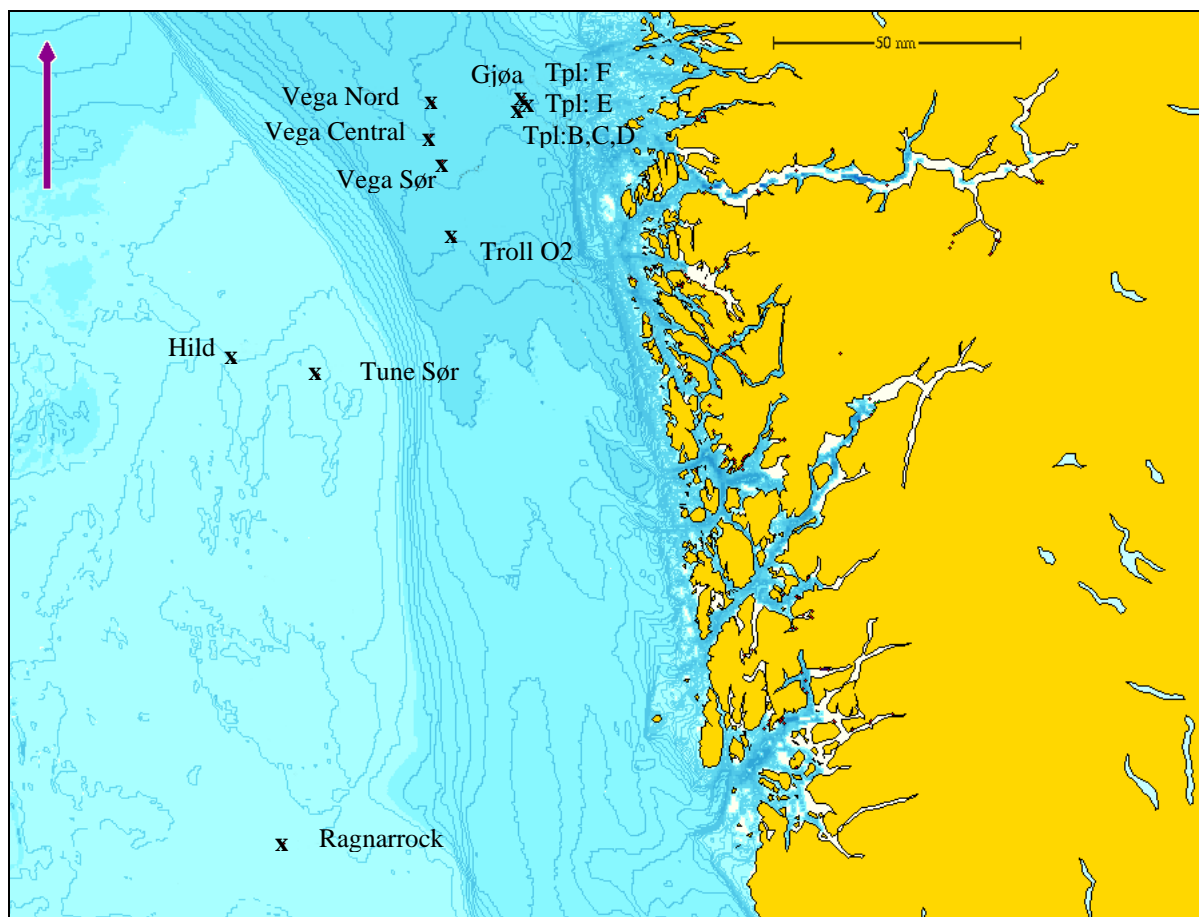 50 nm
Gjøa
Tpl: F
Vega Nord
x
x
x
Tpl: E
x
Vega Central
x
Tpl:B,C,D
Vega Sør
x
x
Troll O2
Hild
x
x
Tune Sør
x
Ragnarrock